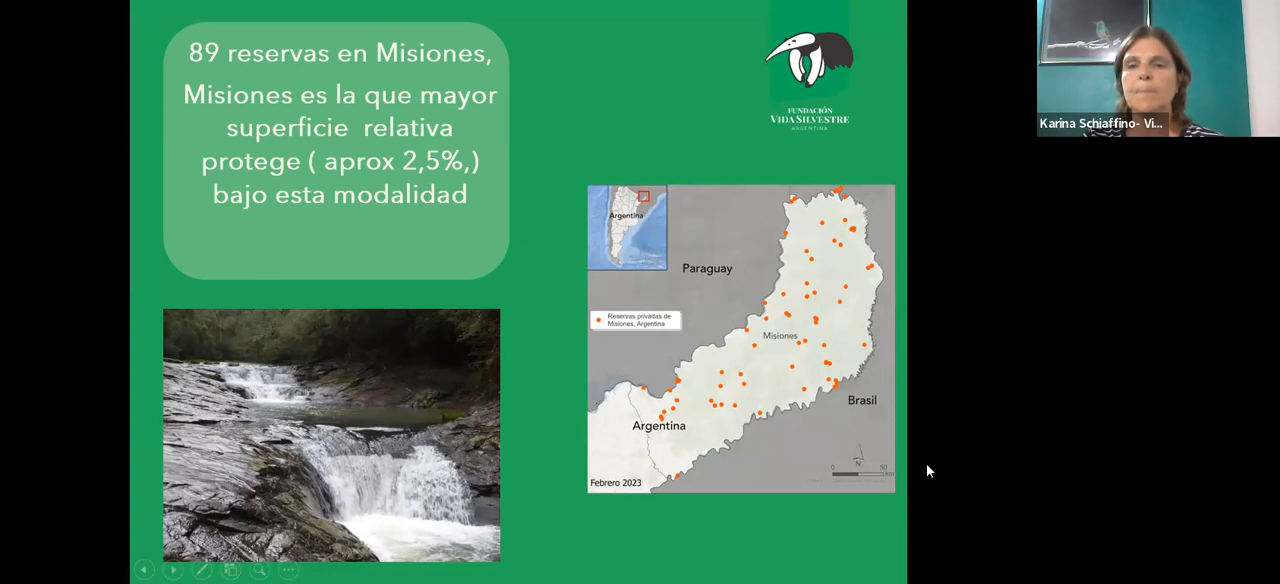 89 reservas en Misiones,
Misiones es la que mayor
superficie relativa
protege ( aprox 2,5%,)
bajo esta modalidad
FUNDACIÓN
VIDA SILVESTRE
ARGENTINA
Karina Schiaffino- Vi...
Argentina
Paraguay
Reservas privadas de
Misiones, Argentina
Misiones
Brasil
Argentina
N
0 50
Febrero 2023